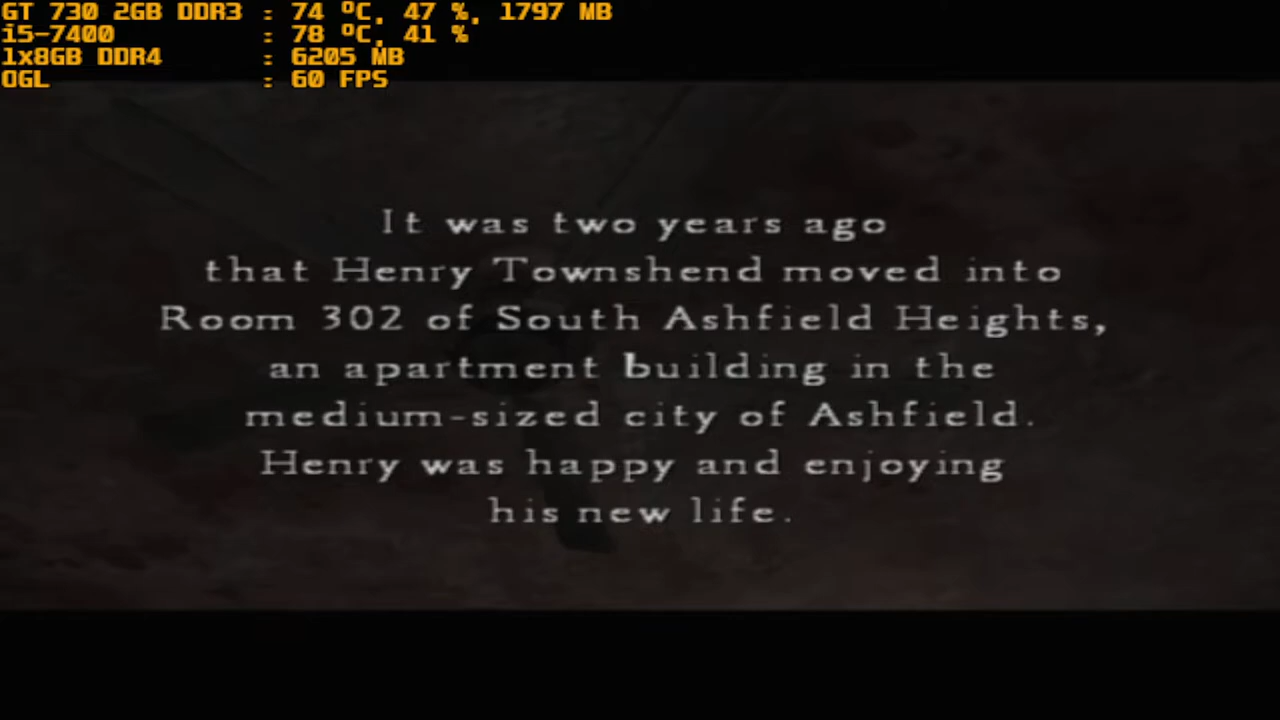 GT 730 2GB DDR3 : 74 ºC, 47 %, 1797 MB
i5-7400 : 78 ºC, 41 %
1x8GB DDR4 : 6205 MB
OGL : 60 FPS
It was two years ago
that Henry Townshend moved into
Room 302 of South Ashfield Heights,
an apartment building in the
medium-sized city of Ashfield.
Henry was happy and enjoying
his new life.